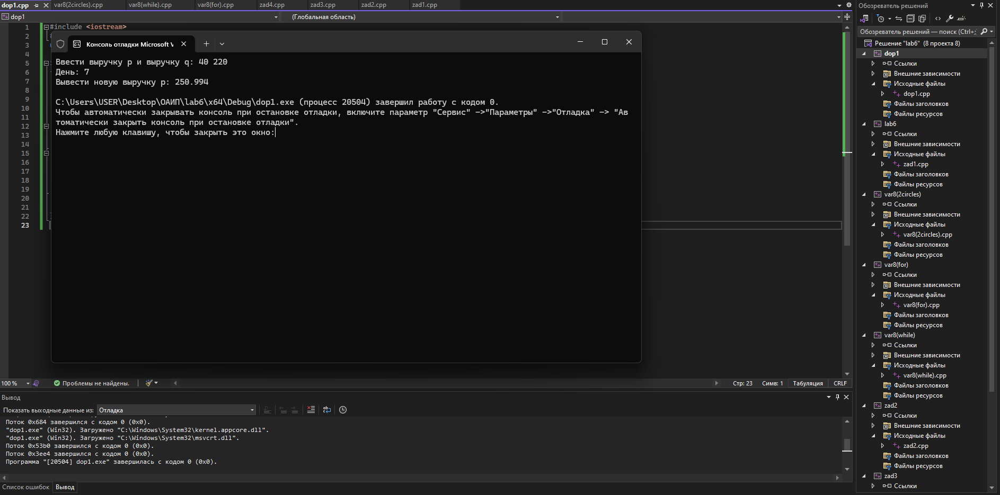 dop1.cpp
var8(2circles).cpp
var8(while).cpp
var8(for).cpp
zad4.cpp
zad3.cpp
zad2.cpp
zad1.cpp
dop1
(Глобальная область)
1 #include <iostream>
2
3
4
5
6
7
8
9
10
11
12
13
14
15
16
17
18
19
20
21
22
23
Консоль отладки Microsoft V
Ввести выручку p и выручку q: 40 220
День: 7
Вывести новую выручку p: 250.994
C:\Users\USER\Desktop\ОАИП\lab6\x64\Debug\dop1.exe (процесс 20504) завершил работу с кодом 0.
Чтобы автоматически закрывать консоль при остановке отладки, включите параметр "Сервис" ->"Параметры" ->"Отладка" -> "Ав
томатически закрыть консоль при остановке отладки".
Нажмите любую клавишу, чтобы закрыть это окно:
100 %
Проблемы не найдены.
Стр: 23
Симв: 1
Табуляция
CRLF
Вывод
Показать выходные данные из: Отладка
Поток 0x684 завершился с кодом 0 (0x0).
"dop1.exe" (Win32). Загружено "C:\Windows\System32\kernel.appcore.dll".
"dop1.exe" (Win32). Загружено "C:\Windows\System32\msvcrt.dll".
Поток 0x53b0 завершился с кодом 0 (0x0).
Поток 0x3ee4 завершился с кодом 0 (0x0).
Программа "[20504] dop1.exe" завершилась с кодом 0 (0x0).
Список ошибок
Вывод
Обозреватель решений
Обозреватель решений — поиск (Ctrl+;
Решение "lab6" (8 проекта 8)
dop1
Ссылки
Внешние зависимости
Исходные файлы
dop1.cpp
Файлы заголовков
Файлы ресурсов
lab6
Ссылки
Внешние зависимости
Исходные файлы
zad1.cpp
Файлы заголовков
Файлы ресурсов
var8(2circles)
Ссылки
Внешние зависимости
Исходные файлы
var8(2circles).cpp
Файлы заголовков
Файлы ресурсов
var8(for)
Ссылки
Внешние зависимости
Исходные файлы
var8(for).cpp
Файлы заголовков
Файлы ресурсов
var8(while)
Ссылки
Внешние зависимости
Исходные файлы
var8(while).cpp
Файлы заголовков
Файлы ресурсов
zad2
Ссылки
Внешние зависимости
Исходные файлы
zad2.cpp
Файлы заголовков
Файлы ресурсов
zad3
Ссылки